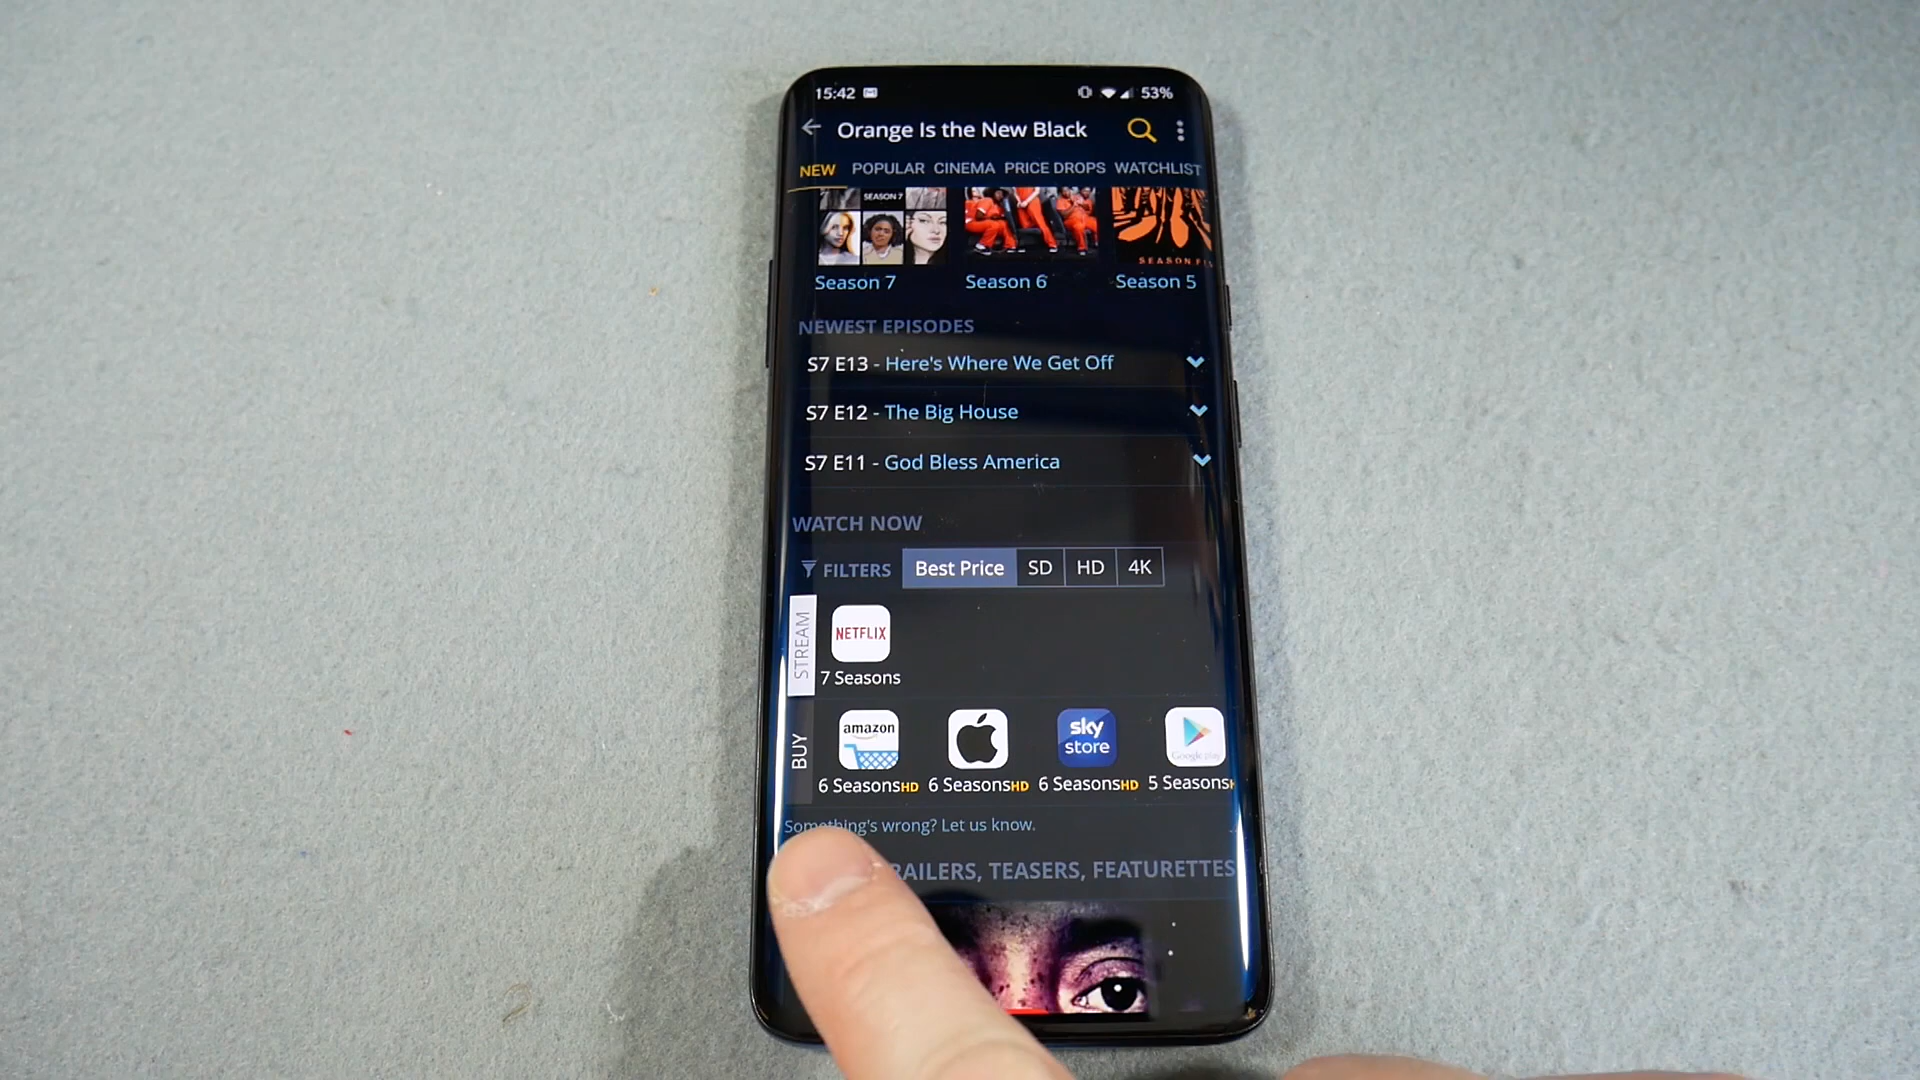 15:42 53%
Orange Is the New Black
NEW POPULAR CINEMA PRICE DROPS WATCHLIST
SEASON 7
SEASON
Season 7 Season 6 Season 5
NEWEST EPISODES
S7 E13 - Here's Where We Get Off
S7 E12 - The Big House
S7 E11 - God Bless America
WATCH NOW
FILTERS Best Price SD HD 4K
STREAM
NETFLIX
7 Seasons
BUY
amazon sky store Google play
6 Seasons HD 6 Seasons HD 6 Seasons HD 5 Seasons
Something's wrong? Let us know.
RAILERS, TEASERS, FEATURETTES